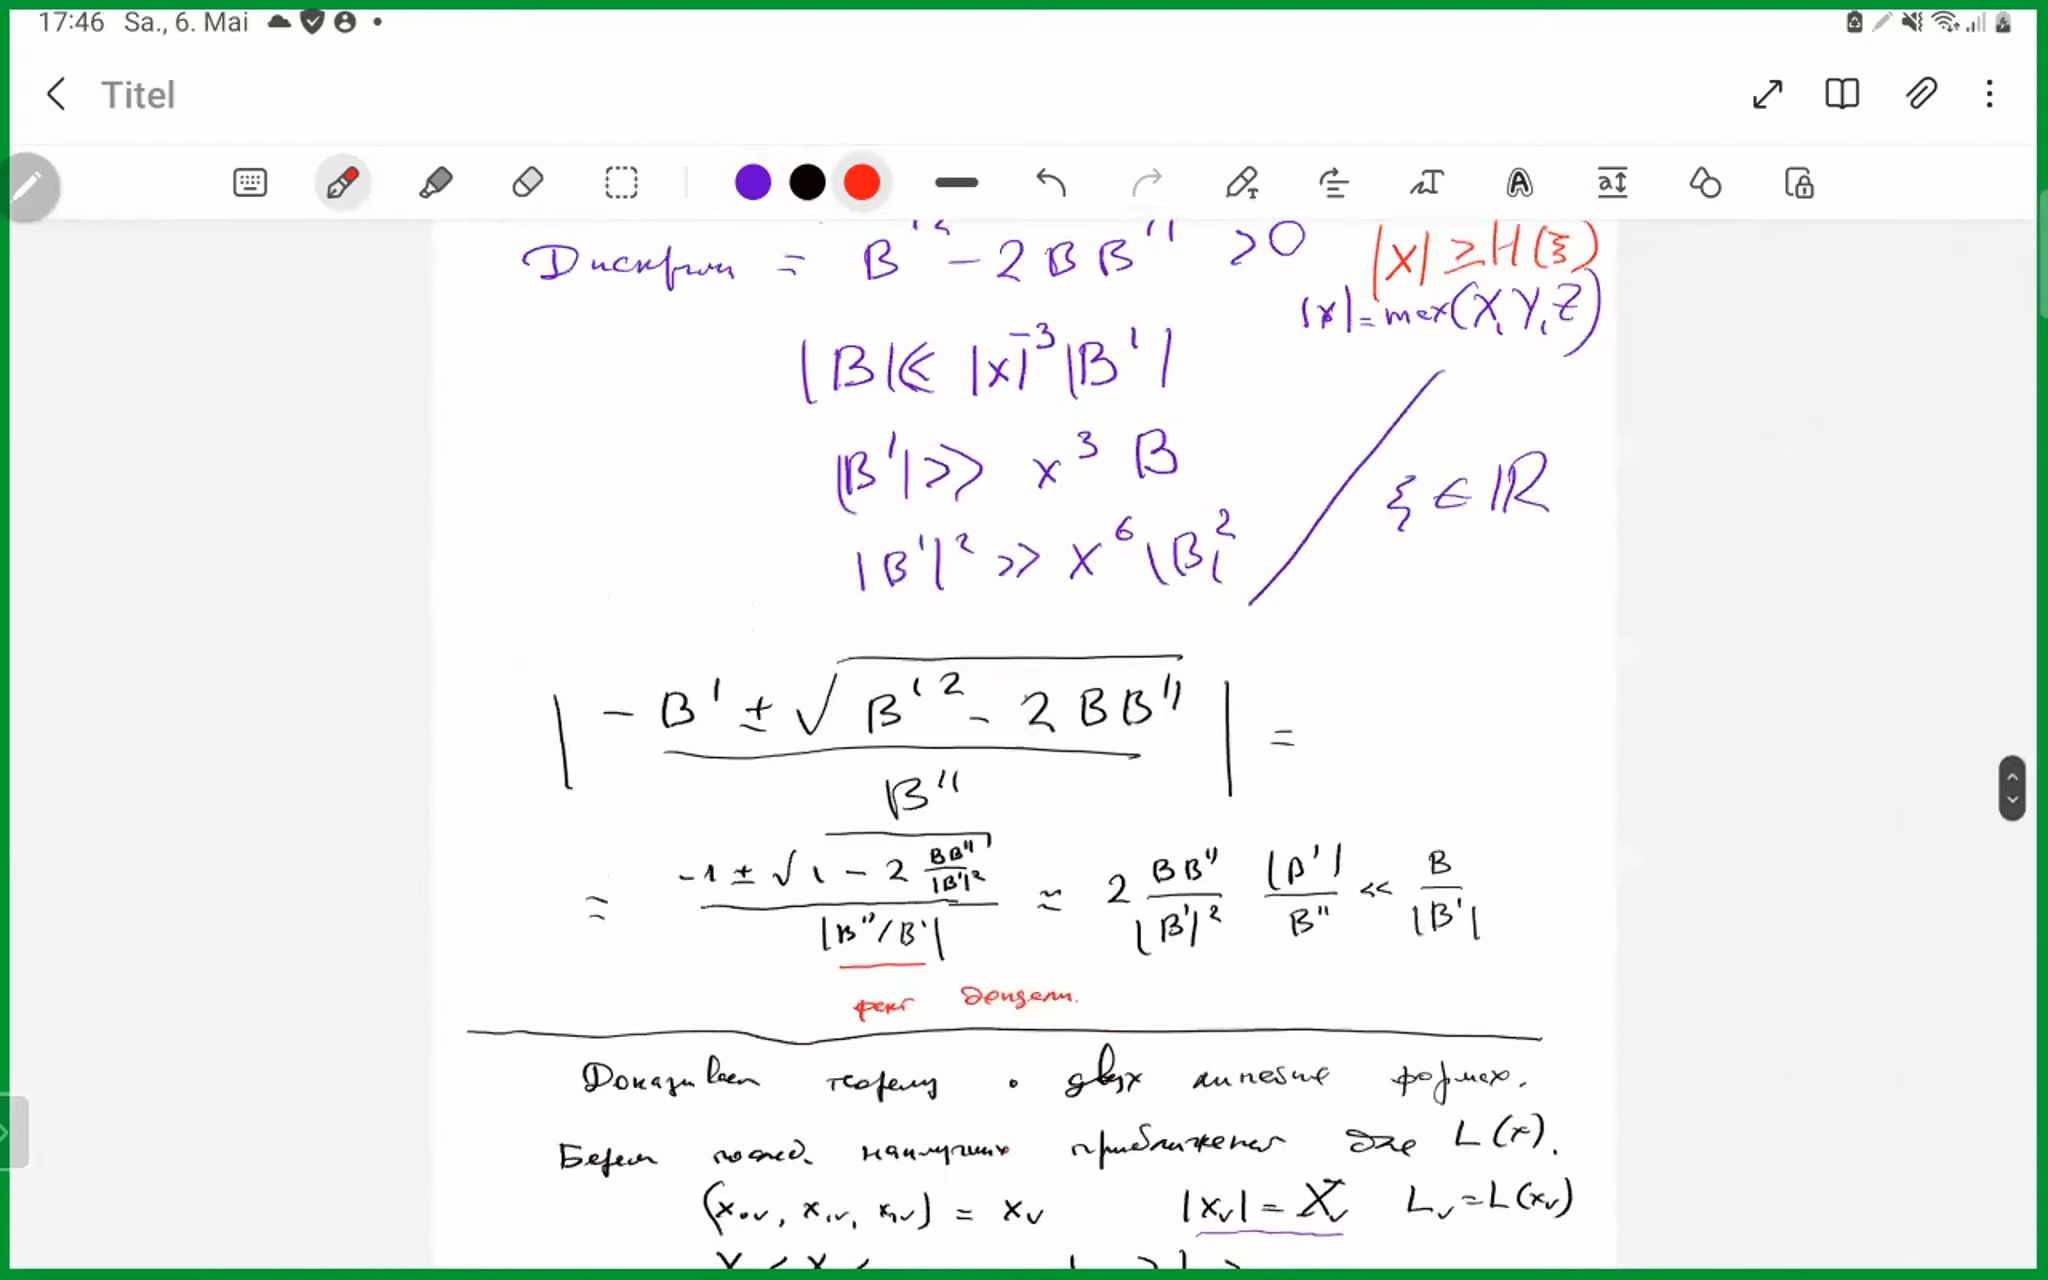 17:46 Sa., 6. Mai
Titel
Дискрим = B'² - 2BB'' > 0
|x| ≥ H(ξ)
|x| = max(X, Y, Z)
|B| ≪ |x|⁻³ |B'|
|B'| >> x³ B
ξ ∈ ℝ
|B'|² >> x⁶ |B|²
| (-B' ± √(B'² - 2BB'')) / B'' | =
= (-1 ± √(1 - 2 BB''/|B'|²)) / |B''/B'| ≈ 2 BB''/|B'|² |B'|/B'' << B/|B'|
Доказываем теорему о двух линейных формах.
Берем послед. наилучших приближений для L(x).
(x₀ᵥ, x₁ᵥ, x₂ᵥ) = xᵥ |xᵥ| = Xᵥ Lᵥ = L(xᵥ)